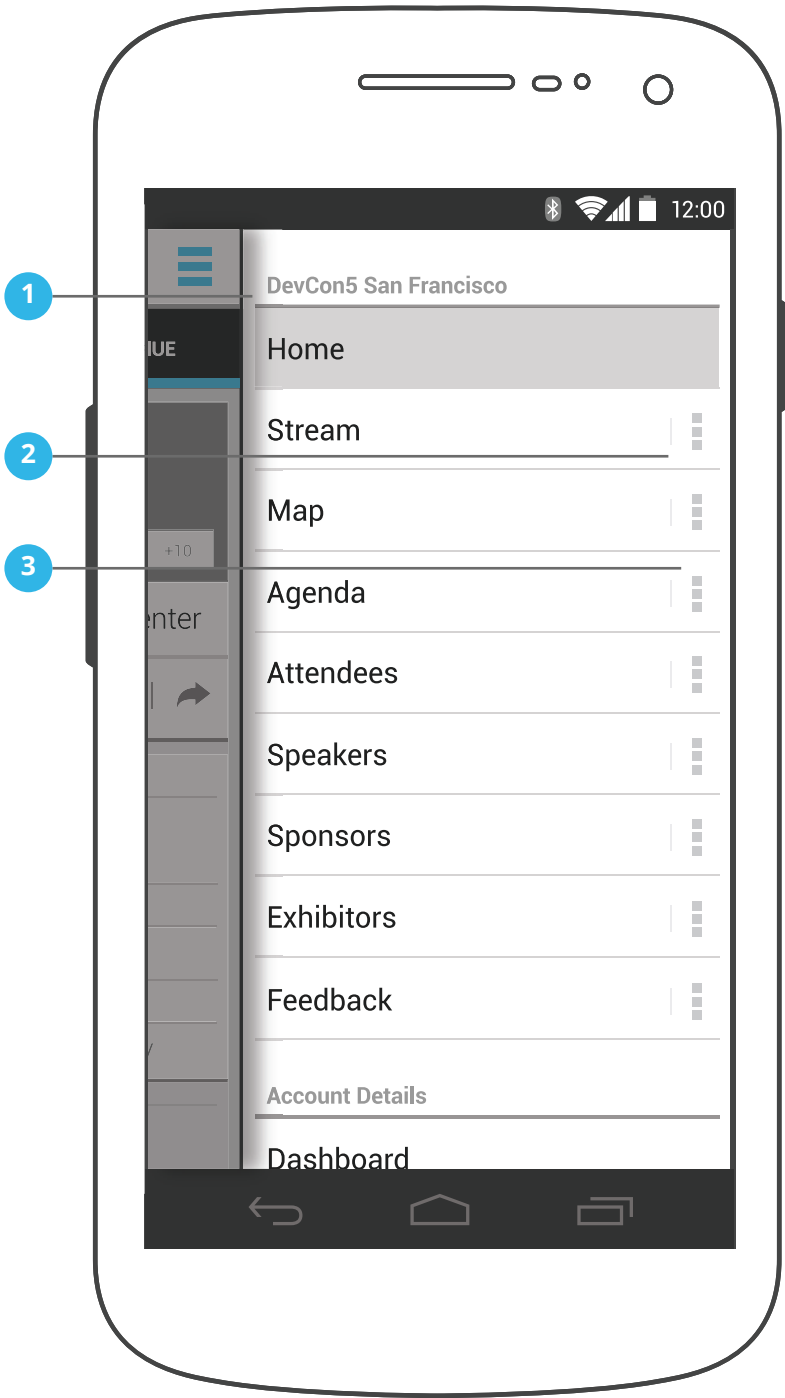 12:00
1
DevCon5 San Francisco
Home
NUE
Stream
2
Map
+10
3
Agenda
enter
Attendees
Speakers
Sponsors
Exhibitors
Feedback
Account Details
Dashboard